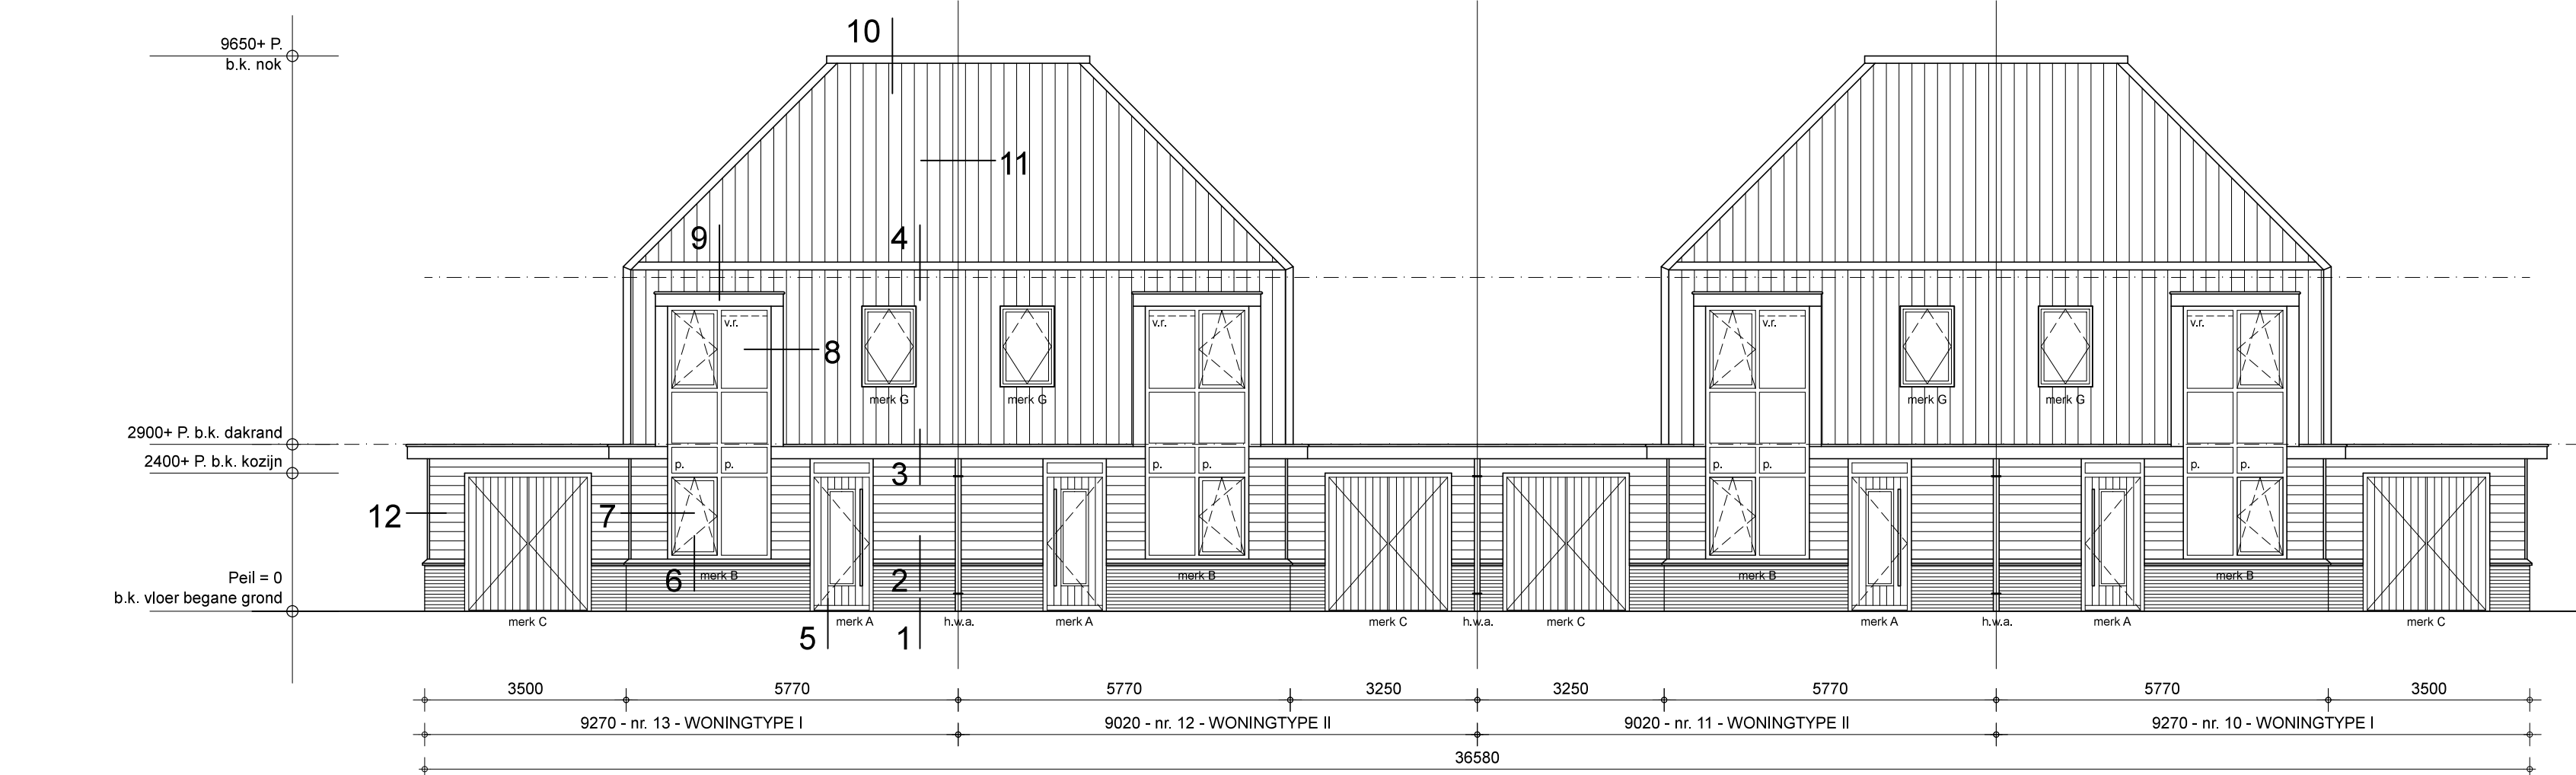 10
9650+ P.
b.k. nok
11
9
4
v.r.
v.r.
v.r.
v.r.
8
merk G
merk G
merk G
merk G
2900+ P. b.k. dakrand
2400+ P. b.k. kozijn
p.
p.
p.
p.
p.
p.
p.
p.
3
12
7
Peil = 0
b.k. vloer begane grond
6
merk B
2
merk B
merk B
merk B
merk C
5
merk A
1
h.w.a.
merk A
merk C
h.w.a.
merk C
merk A
h.w.a.
merk A
merk C
3500
5770
5770
3250
3250
5770
5770
3500
9270 - nr. 13 - WONINGTYPE I
9020 - nr. 12 - WONINGTYPE II
9020 - nr. 11 - WONINGTYPE II
9270 - nr. 10 - WONINGTYPE I
36580